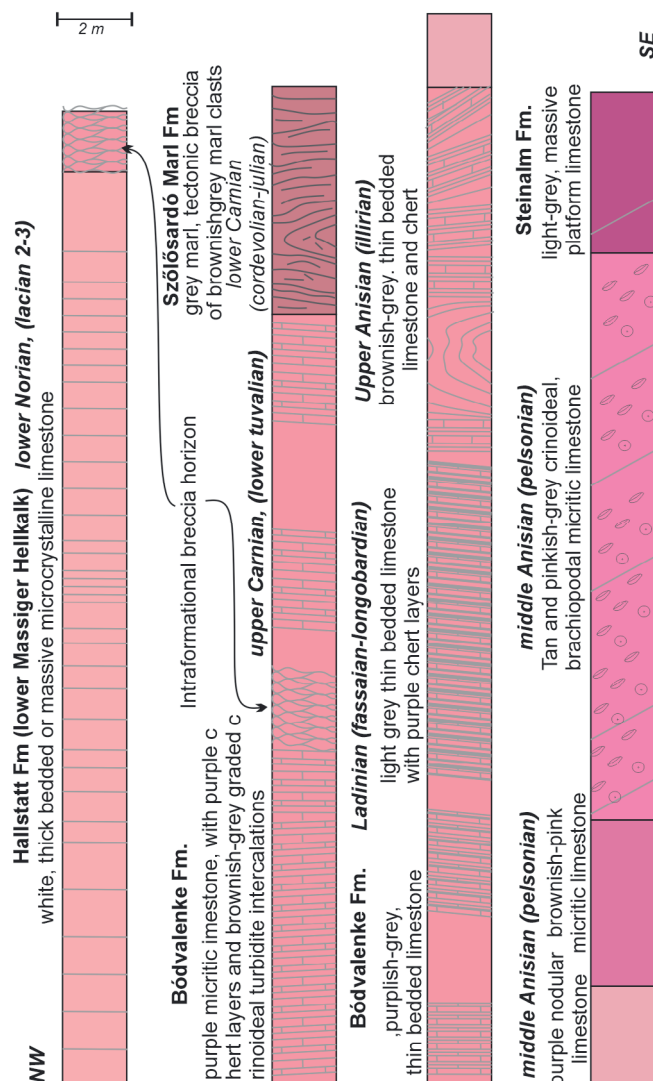 2 m
NW
Hallstatt Fm (lower Massiger Hellkalk) lower Norian, (lacian 2-3)
white, thick bedded or massive microcrystalline limestone
Intraformational breccia horizon
Szőlősardó Marl Fm
grey marl, tectonic breccia
of brownishgrey marl clasts
lower Carnian
(cordevolian-julian)
upper Carnian, (lower tuvalian)
Bódvalenke Fm.
purple micritic imestone, with purple c
hert layers and brownish-grey graded c
rinoideal turbidite intercalations
Upper Anisian (illirian)
brownish-grey. thin bedded
limestone and chert
Ladinian (fassaian-longobardian)
light grey thin bedded limestone
with purple chert layers
Bódvalenke Fm.
,purplish-grey,
thin bedded limestone
SE
Steinalm Fm.
light-grey, massive
platform limestone
middle Anisian (pelsonian)
Tan and pinkish-grey crinoideal,
brachiopodal micritic limestone
middle Anisian (pelsonian)
brownish-pink
micritic limestone
purple nodular
limestone